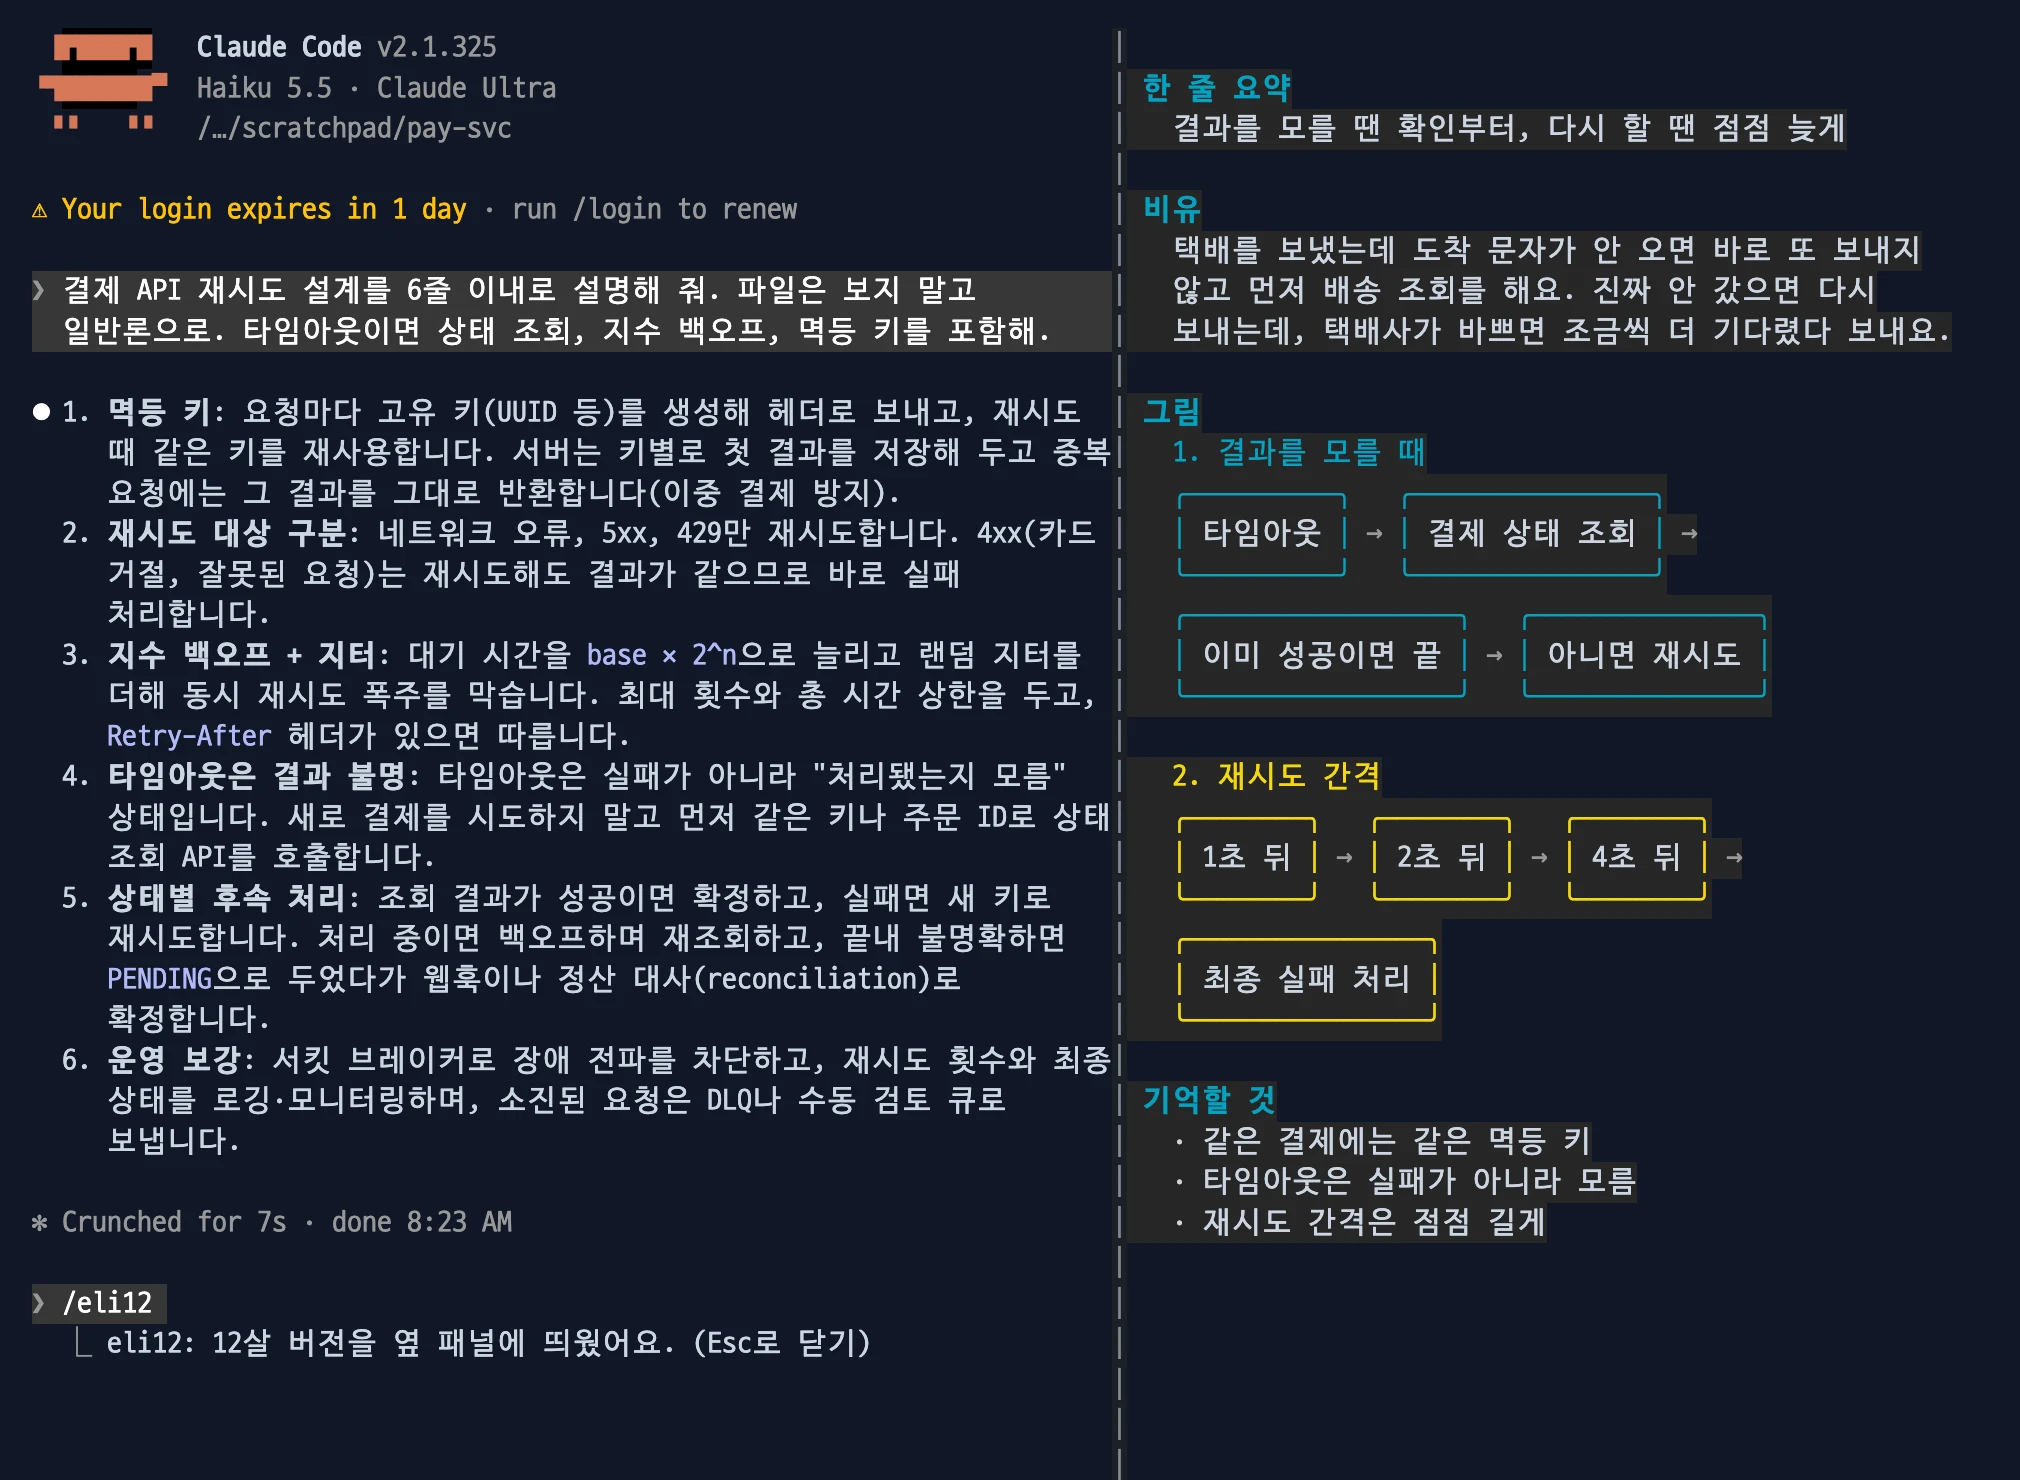 Claude Code v2.1.325
Haiku 5.5 · Claude Ultra
/…/scratchpad/pay-svc
⚠ Your login expires in 1 day · run /login to renew
❯ 결제 API 재시도 설계를 6줄 이내로 설명해 줘. 파일은 보지 말고
일반론으로. 타임아웃이면 상태 조회, 지수 백오프, 멱등 키를 포함해.
● 1. 멱등 키: 요청마다 고유 키(UUID 등)를 생성해 헤더로 보내고, 재시도
때 같은 키를 재사용합니다. 서버는 키별로 첫 결과를 저장해 두고 중복
요청에는 그 결과를 그대로 반환합니다(이중 결제 방지).
2. 재시도 대상 구분: 네트워크 오류, 5xx, 429만 재시도합니다. 4xx(카드
거절, 잘못된 요청)는 재시도해도 결과가 같으므로 바로 실패
처리합니다.
3. 지수 백오프 + 지터: 대기 시간을 base × 2^n으로 늘리고 랜덤 지터를
더해 동시 재시도 폭주를 막습니다. 최대 횟수와 총 시간 상한을 두고,
Retry-After 헤더가 있으면 따릅니다.
4. 타임아웃은 결과 불명: 타임아웃은 실패가 아니라 "처리됐는지 모름"
상태입니다. 새로 결제를 시도하지 말고 먼저 같은 키나 주문 ID로 상태
조회 API를 호출합니다.
5. 상태별 후속 처리: 조회 결과가 성공이면 확정하고, 실패면 새 키로
재시도합니다. 처리 중이면 백오프하며 재조회하고, 끝내 불명확하면
PENDING으로 두었다가 웹훅이나 정산 대사(reconciliation)로
확정합니다.
6. 운영 보강: 서킷 브레이커로 장애 전파를 차단하고, 재시도 횟수와 최종
상태를 로깅·모니터링하며, 소진된 요청은 DLQ나 수동 검토 큐로
보냅니다.
✻ Crunched for 7s · done 8:23 AM
❯ /eli12
eli12: 12살 버전을 옆 패널에 띄웠어요. (Esc로 닫기)
한 줄 요약
결과를 모를 땐 확인부터, 다시 할 땐 점점 늦게
비유
택배를 보냈는데 도착 문자가 안 오면 바로 또 보내지
않고 먼저 배송 조회를 해요. 진짜 안 갔으면 다시
보내는데, 택배사가 바쁘면 조금씩 더 기다렸다 보내요.
그림
1. 결과를 모를 때
타임아웃 → 결제 상태 조회 →
이미 성공이면 끝 → 아니면 재시도
2. 재시도 간격
1초 뒤 → 2초 뒤 → 4초 뒤 →
최종 실패 처리
기억할 것
· 같은 결제에는 같은 멱등 키
· 타임아웃은 실패가 아니라 모름
· 재시도 간격은 점점 길게